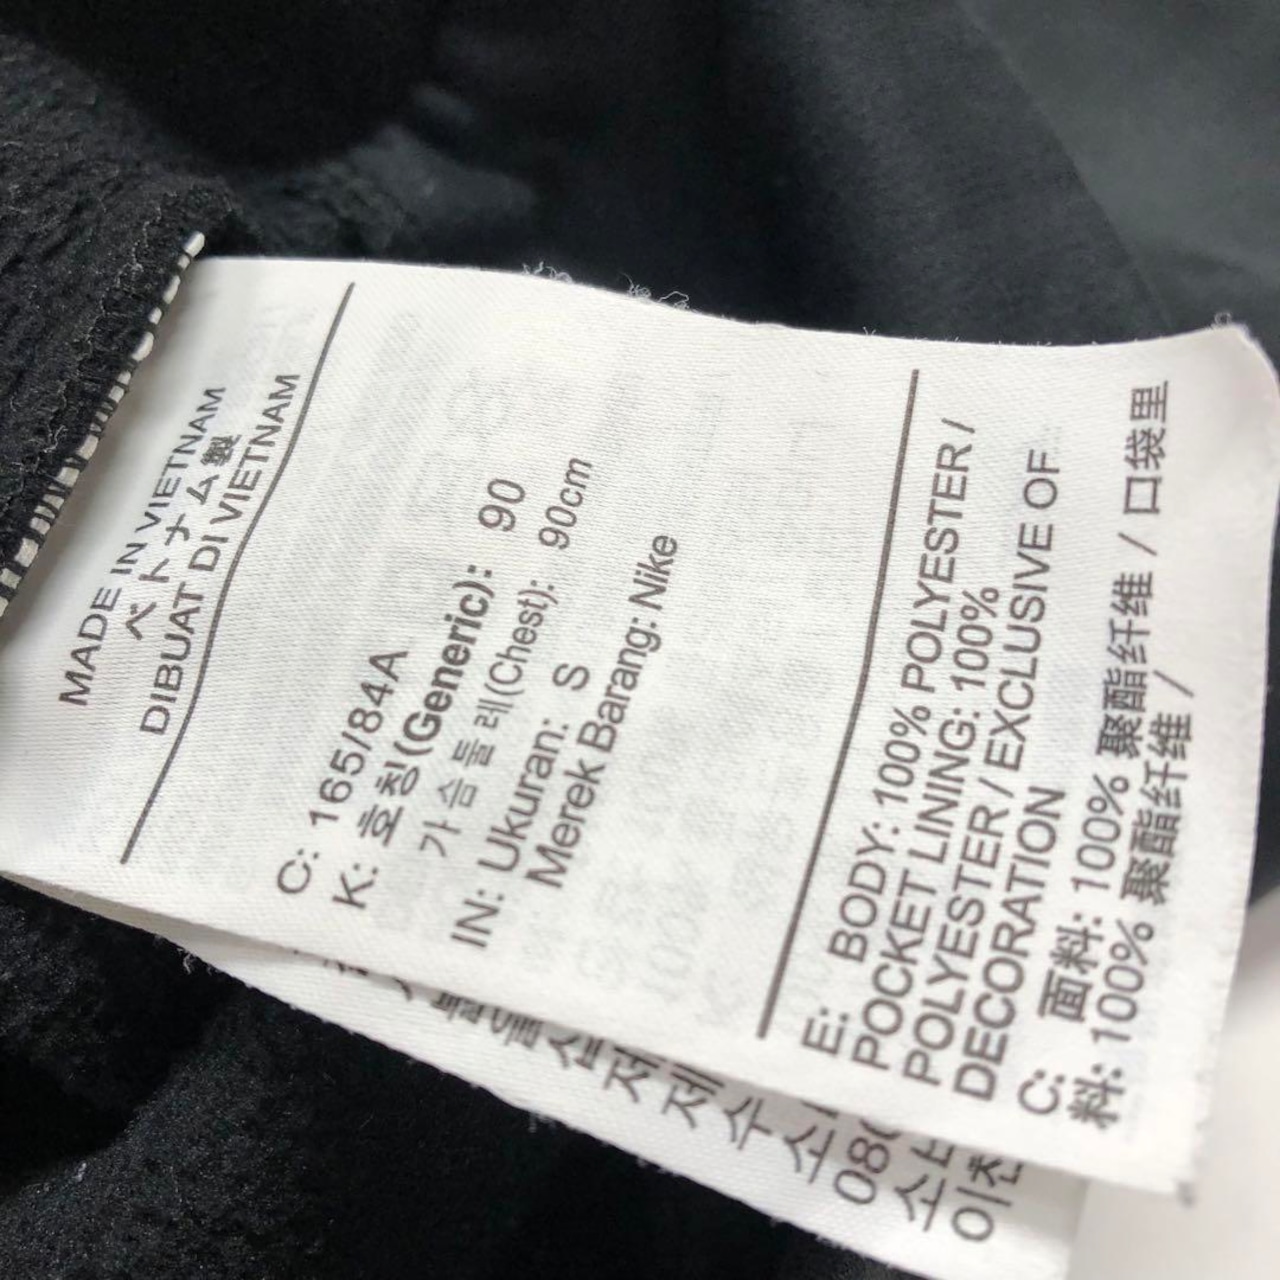 MADE IN VIETNAM
ベトナム製
DIBUAT DI VIETNAM
C: 165/84A
K: 호칭(Generic): 90
가슴둘레(Chest): 90cm
IN: Ukuran: S
Merek Barang: Nike
E: BODY: 100% POLYESTER /
POCKET LINING: 100%
POLYESTER / EXCLUSIVE OF
DECORATION
C: 面料: 100% 聚酯纤维 / 口袋里
料: 100% 聚酯纤维 /